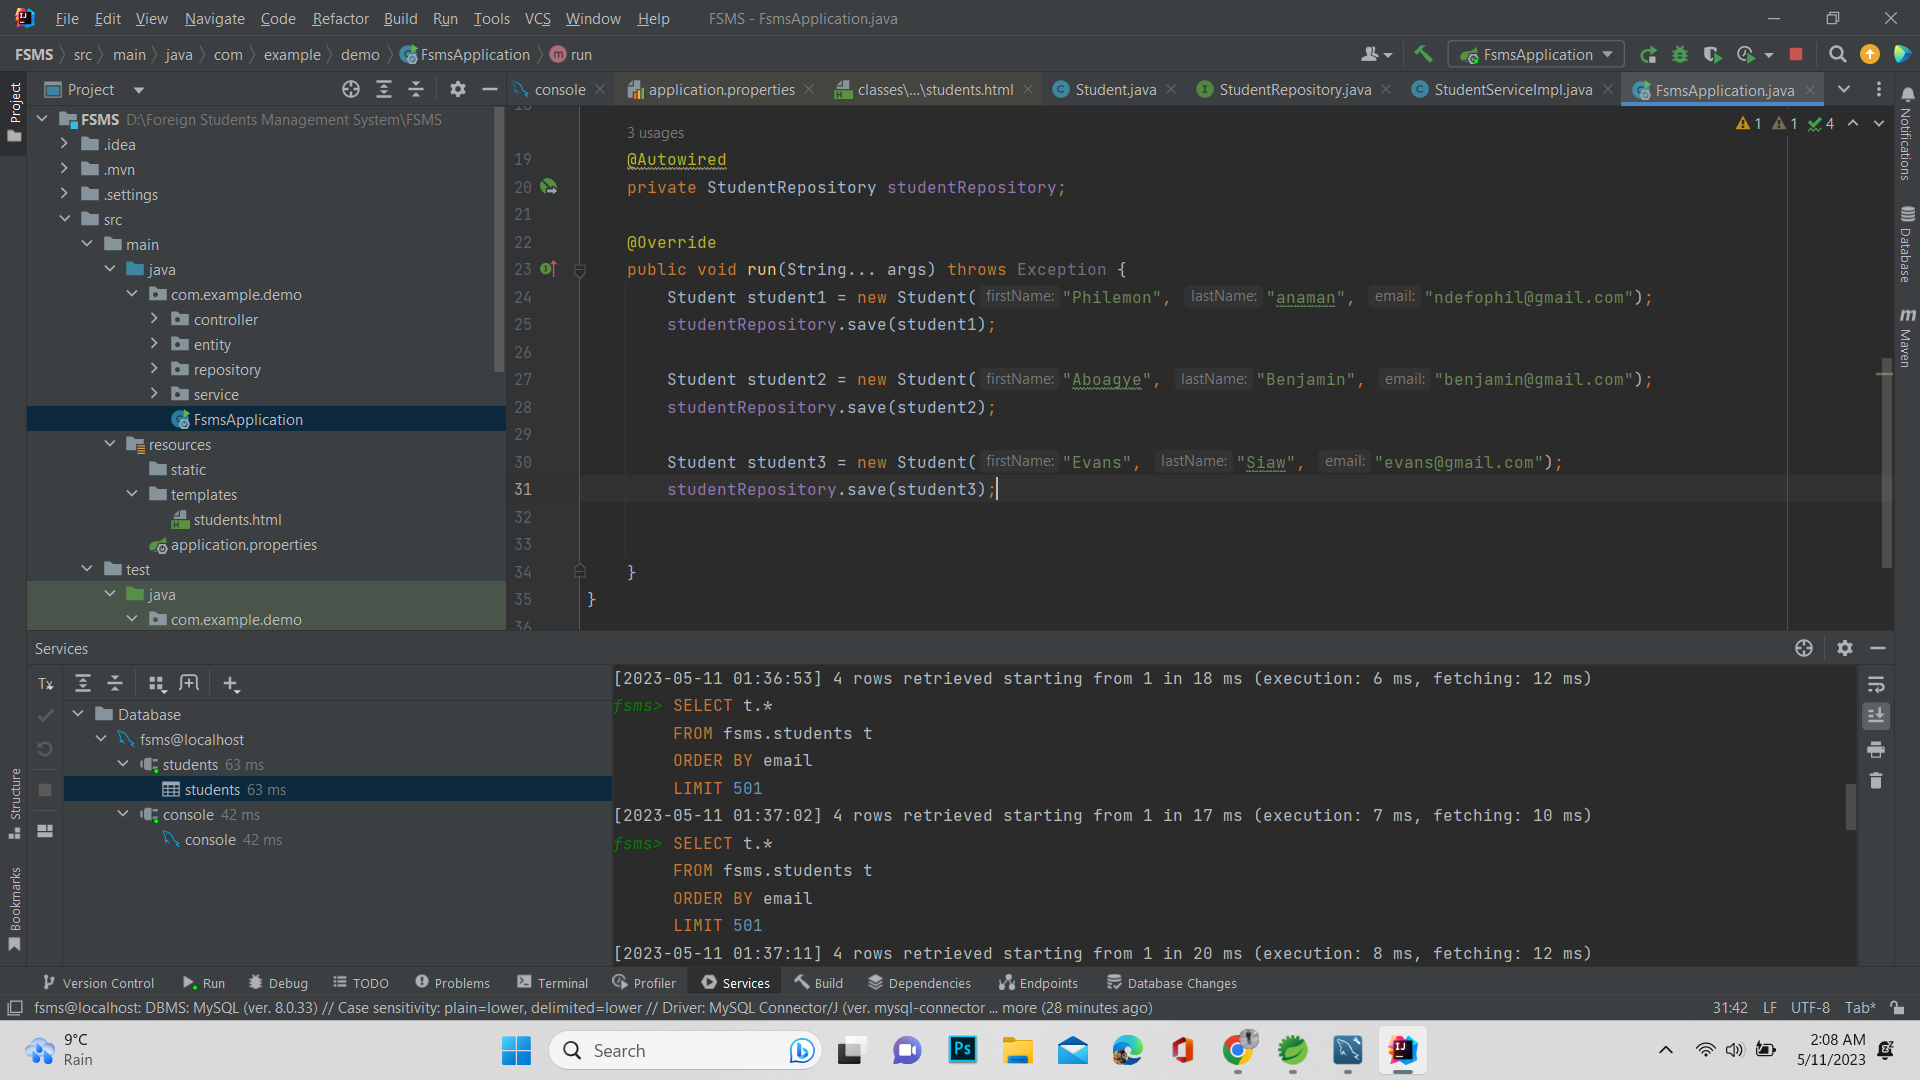 File Edit View Navigate Code Refactor Build Run Tools VCS Window Help FSMS - FsmsApplication.java
FSMS src main java com example demo FsmsApplication m run FsmsApplication
Project
console application.properties classes\...\students.html Student.java StudentRepository.java StudentServiceImpl.java FsmsApplication.java
FSMS D:\Foreign Students Management System\FSMS
.idea
.mvn
.settings
src
main
java
com.example.demo
controller
entity
repository
service
FsmsApplication
resources
static
templates
students.html
application.properties
test
java
com.example.demo
1 1 4
3 usages
19 @Autowired
20 private StudentRepository studentRepository;
21
22 @Override
23 public void run(String... args) throws Exception {
24 Student student1 = new Student( firstName: "Philemon", lastName: "anaman", email: "ndefophil@gmail.com");
25 studentRepository.save(student1);
26
27 Student student2 = new Student( firstName: "Aboagye", lastName: "Benjamin", email: "benjamin@gmail.com");
28 studentRepository.save(student2);
29
30 Student student3 = new Student( firstName: "Evans", lastName: "Siaw", email: "evans@gmail.com");
31 studentRepository.save(student3);
32
33
34 }
35 }
36
Project
Structure
Bookmarks
Notifications
Database
Maven
Services
Tx
Database
fsms@localhost
students 63 ms
students 63 ms
console 42 ms
console 42 ms
[2023-05-11 01:36:53] 4 rows retrieved starting from 1 in 18 ms (execution: 6 ms, fetching: 12 ms)
fsms> SELECT t.*
FROM fsms.students t
ORDER BY email
LIMIT 501
[2023-05-11 01:37:02] 4 rows retrieved starting from 1 in 17 ms (execution: 7 ms, fetching: 10 ms)
fsms> SELECT t.*
FROM fsms.students t
ORDER BY email
LIMIT 501
[2023-05-11 01:37:11] 4 rows retrieved starting from 1 in 20 ms (execution: 8 ms, fetching: 12 ms)
Version Control Run Debug TODO Problems Terminal Profiler Services Build Dependencies Endpoints Database Changes
fsms@localhost: DBMS: MySQL (ver. 8.0.33) // Case sensitivity: plain=lower, delimited=lower // Driver: MySQL Connector/J (ver. mysql-connector ... more (28 minutes ago) 31:42 LF UTF-8 Tab*
9°C
Rain
Search
Ps
2:08 AM
5/11/2023